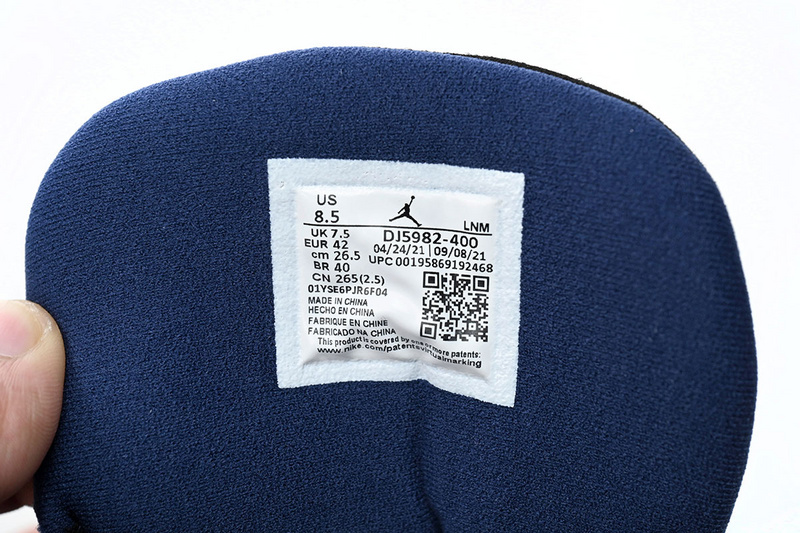 US
8.5
LNM
UK 7.5
DJ5982-400
EUR 42
04/24/21 09/08/21
cm 26.5
UPC 00195869192468
BR 40
CN 265(2.5)
01YSE6PJR6F04
MADE IN CHINA
HECHO EN CHINA
FABRIQUE EN CHINE
FABRICADO NA CHINA
This product is covered by one or more patents:
www.nike.com/patentsvirtualmarking